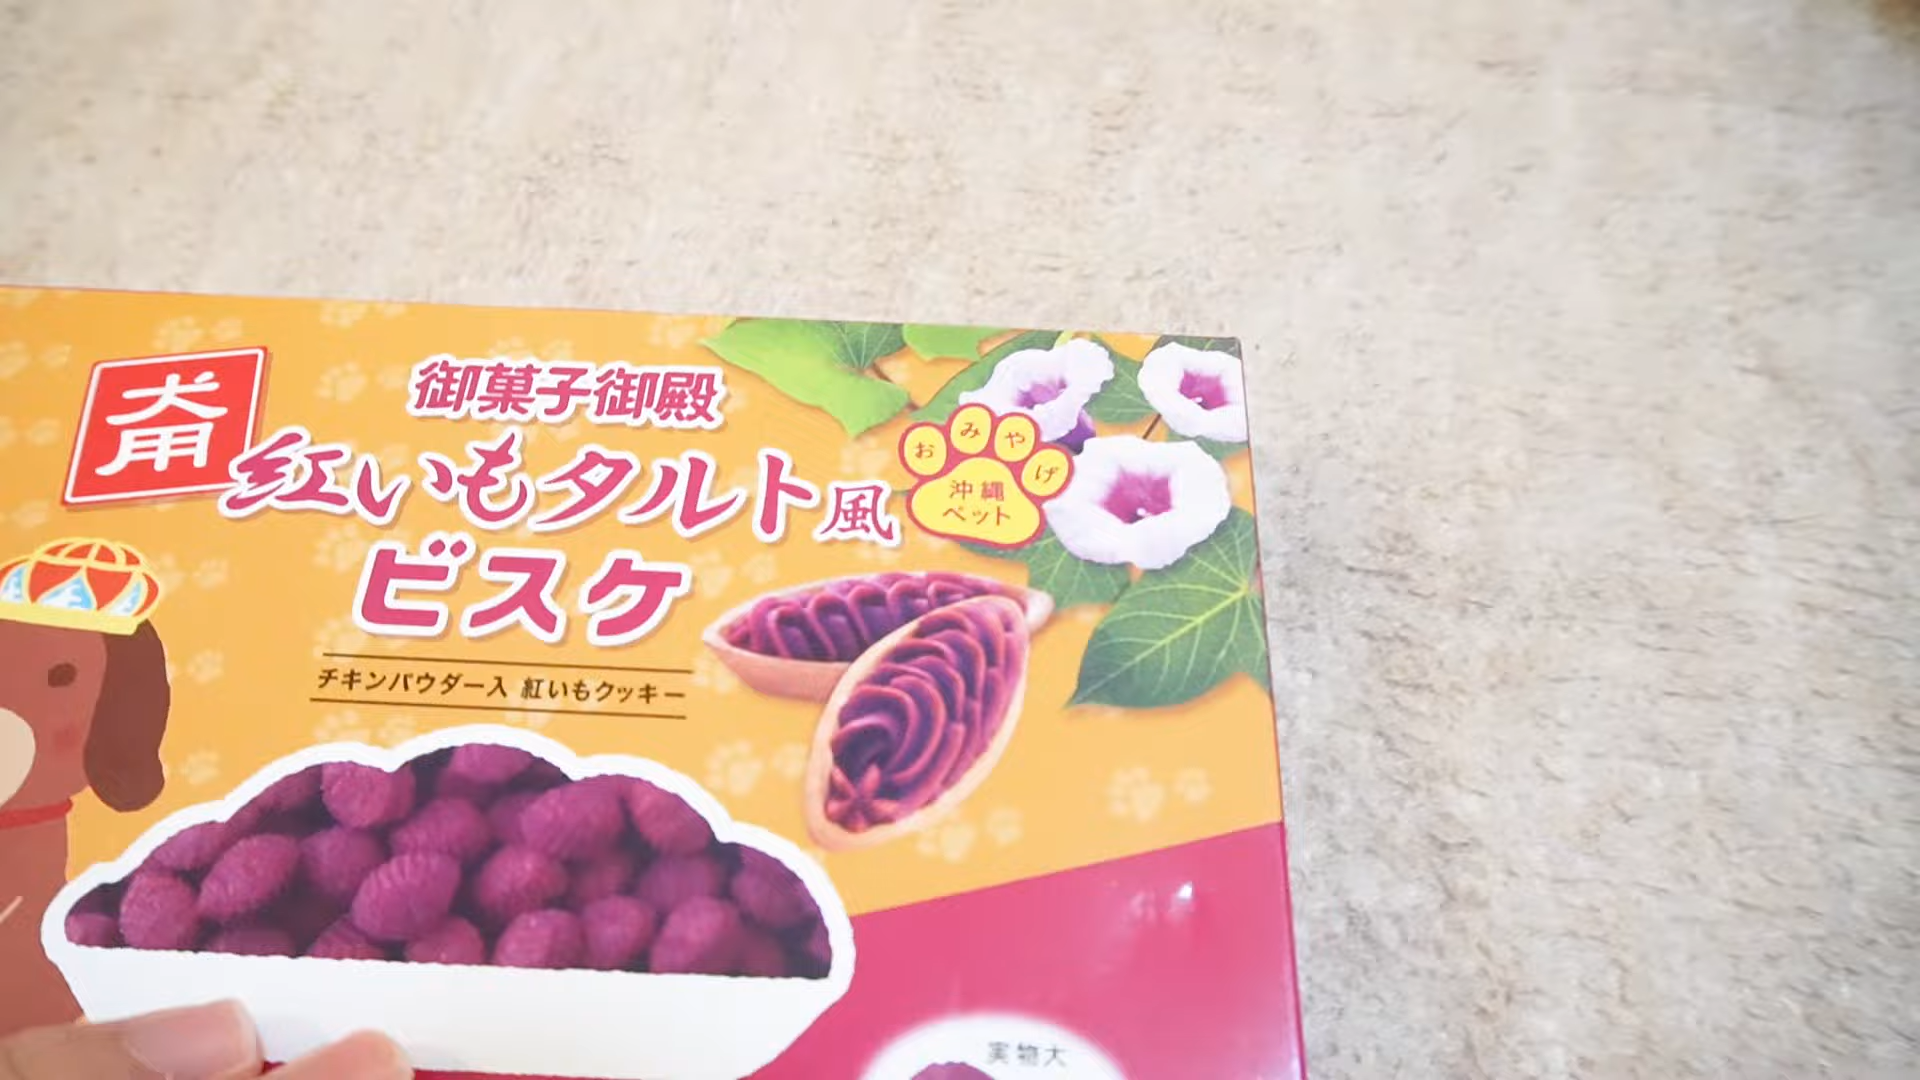 犬用
御菓子御殿
紅いもタルト風
ビスケ
チキンパウダー入 紅いもクッキー
おみやげ
沖縄
ペット
実物大